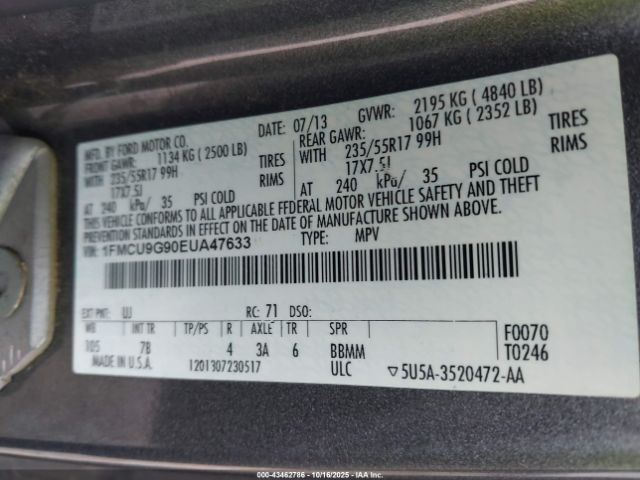 MFD. BY FORD MOTOR CO. DATE: 07/13 GVWR: 2195 KG ( 4840 LB)
FRONT GAWR: 1134 KG ( 2500 LB) REAR GAWR: 1067 KG ( 2352 LB)
WITH 235/55R17 99H TIRES WITH 235/55R17 99H TIRES
17X7.5J RIMS 17X7.5J RIMS
AT 240 kPa/ 35 PSI COLD AT 240 kPa/ 35 PSI COLD
THIS VEHICLE CONFORMS TO ALL APPLICABLE FEDERAL MOTOR VEHICLE SAFETY AND THEFT
PREVENTION STANDARDS IN EFFECT ON THE DATE OF MANUFACTURE SHOWN ABOVE.
VIN: 1FMCU9G90EUA47633 TYPE: MPV
EXT PNT: UJ RC: 71 DSO: F0070
WB INT TR TP/PS R AXLE TR SPR T0246
105 7B 4 3A 6 BBMM
MADE IN U.S.A. 1201307230517 ULC ▽5U5A-3520472-AA
000-43462786 - 10/16/2025 - IAA, Inc.